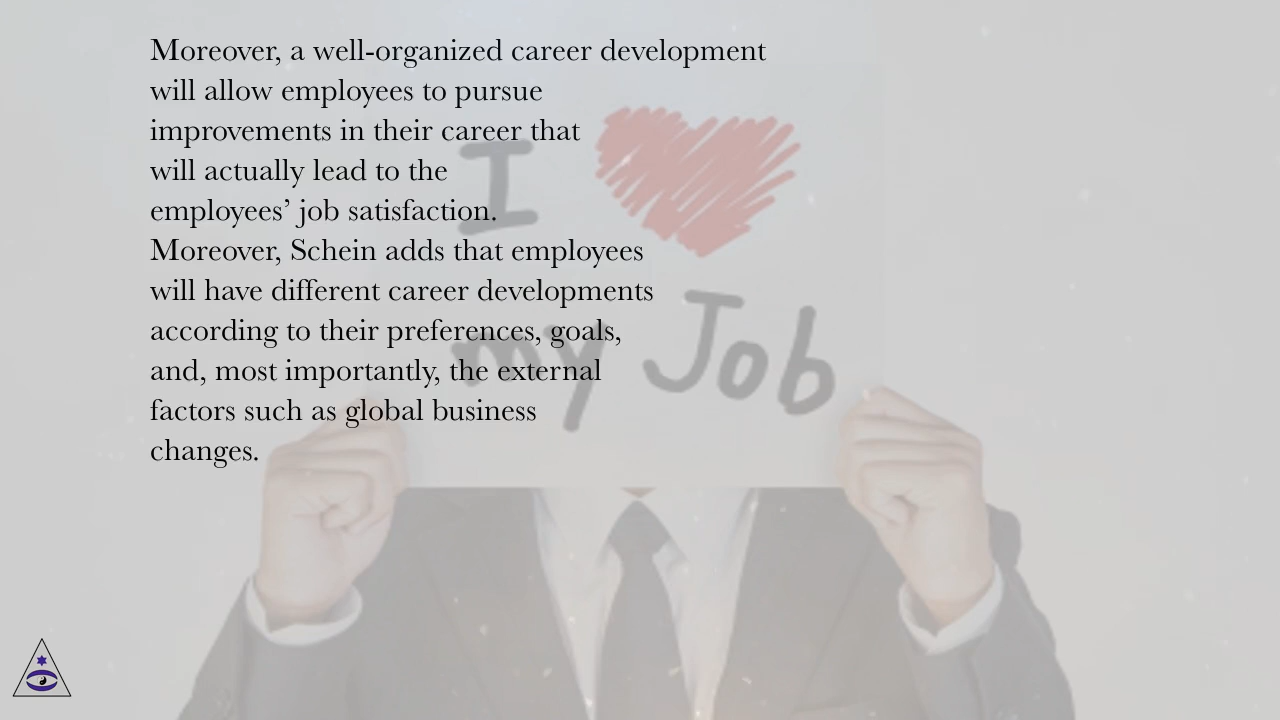 Moreover, a well-organized career development
will allow employees to pursue
improvements in their career that
will actually lead to the
employees’ job satisfaction.
Moreover, Schein adds that employees
will have different career developments
according to their preferences, goals,
and, most importantly, the external
factors such as global business
changes.
I
my Job